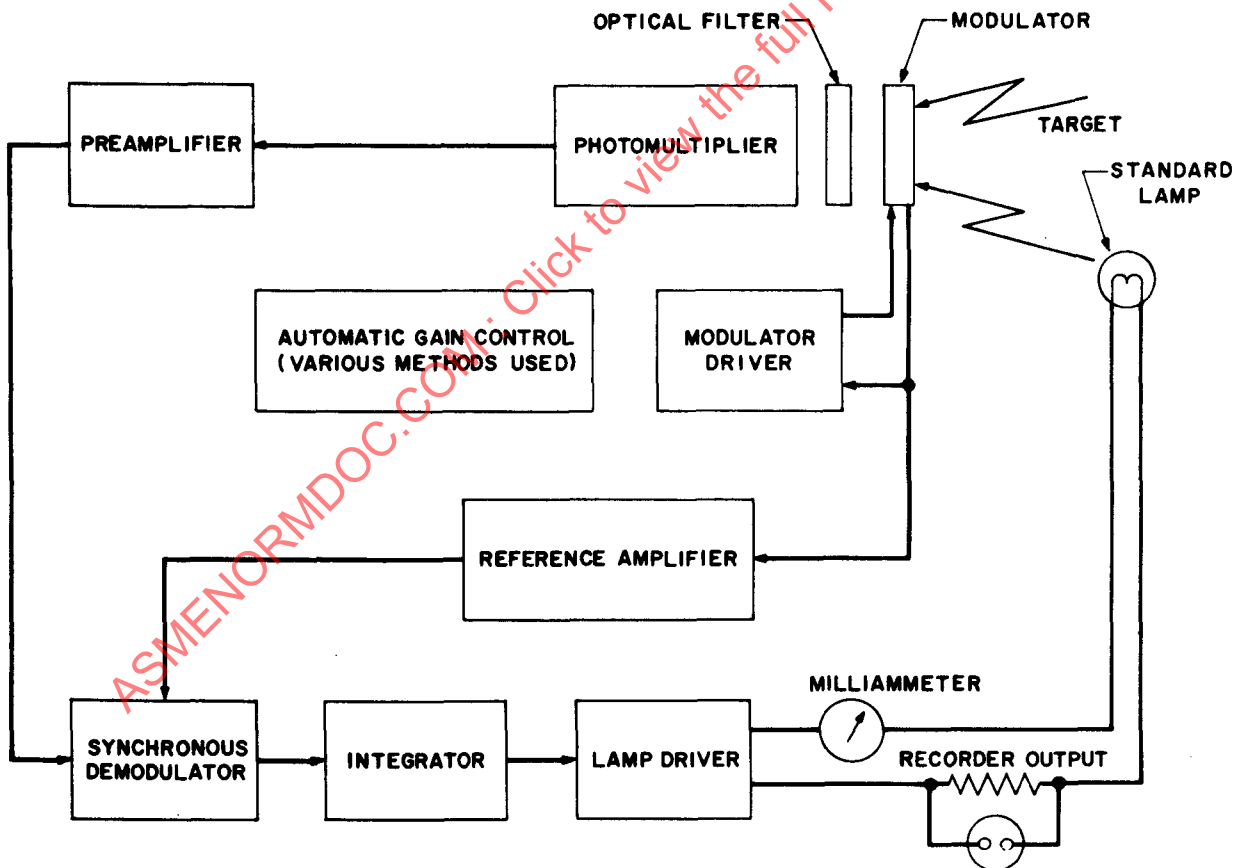 OPTICAL FILTER
MODULATOR
PREAMPLIFIER
PHOTOMULTIPLIER
TARGET
STANDARD
LAMP
AUTOMATIC GAIN CONTROL
(VARIOUS METHODS USED)
MODULATOR
DRIVER
REFERENCE AMPLIFIER
MILLIAMMETER
SYNCHRONOUS
DEMODULATOR
INTEGRATOR
LAMP DRIVER
RECORDER OUTPUT
ASMENORMDOC.COM : Click to view the full